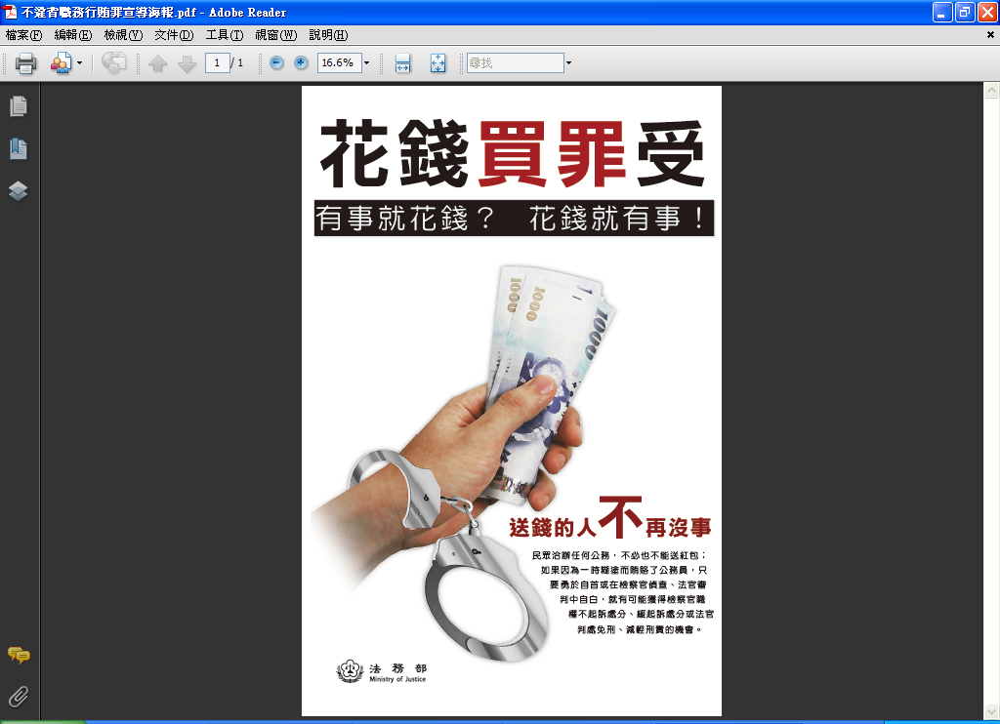 不違背職務行賄罪宣導海報.pdf - Adobe Reader
檔案(F) 編輯(E) 檢視(V) 文件(D) 工具(T) 視窗(W) 說明(H)
1 / 1 16.6% 尋找
花錢買罪受
有事就花錢？ 花錢就有事！
1000
1000
1000
送錢的人不再沒事
民眾洽辦任何公務，不必也不能送紅包；
如果因為一時糊塗而賄賂了公務員，只
要勇於自首或在檢察官偵查、法官審
判中自白，就有可能獲得檢察官職
權不起訴處分、緩起訴處分或法官
判處免刑、減輕刑責的機會。
法務部
Ministry of Justice